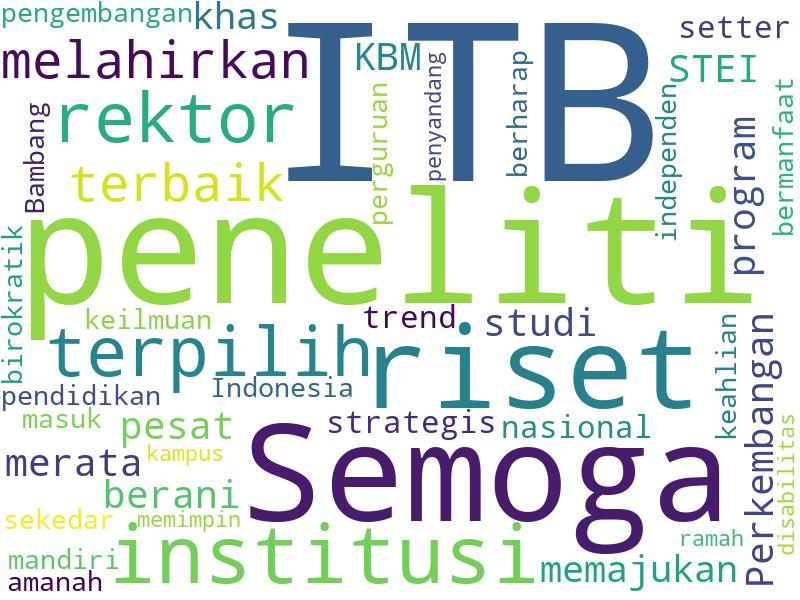 pengembangan
khas
ITB
setter
melahirkan
KBM
STEI
rektor
perguruan
penyandang
berharap
independen
program
bermanfaat
Bambang
terbaik
peneliti
birokratik
keilmuan
trend
studi
terpilih
riset
Indonesia
pendidikan
masuk
pesat
strategis
nasional
keahlian
Perkembangan
disabilitas
merata
kampus
Semoga
berani
sekedar
memimpin
institusi
ramah
mandiri
memajukan
amanah